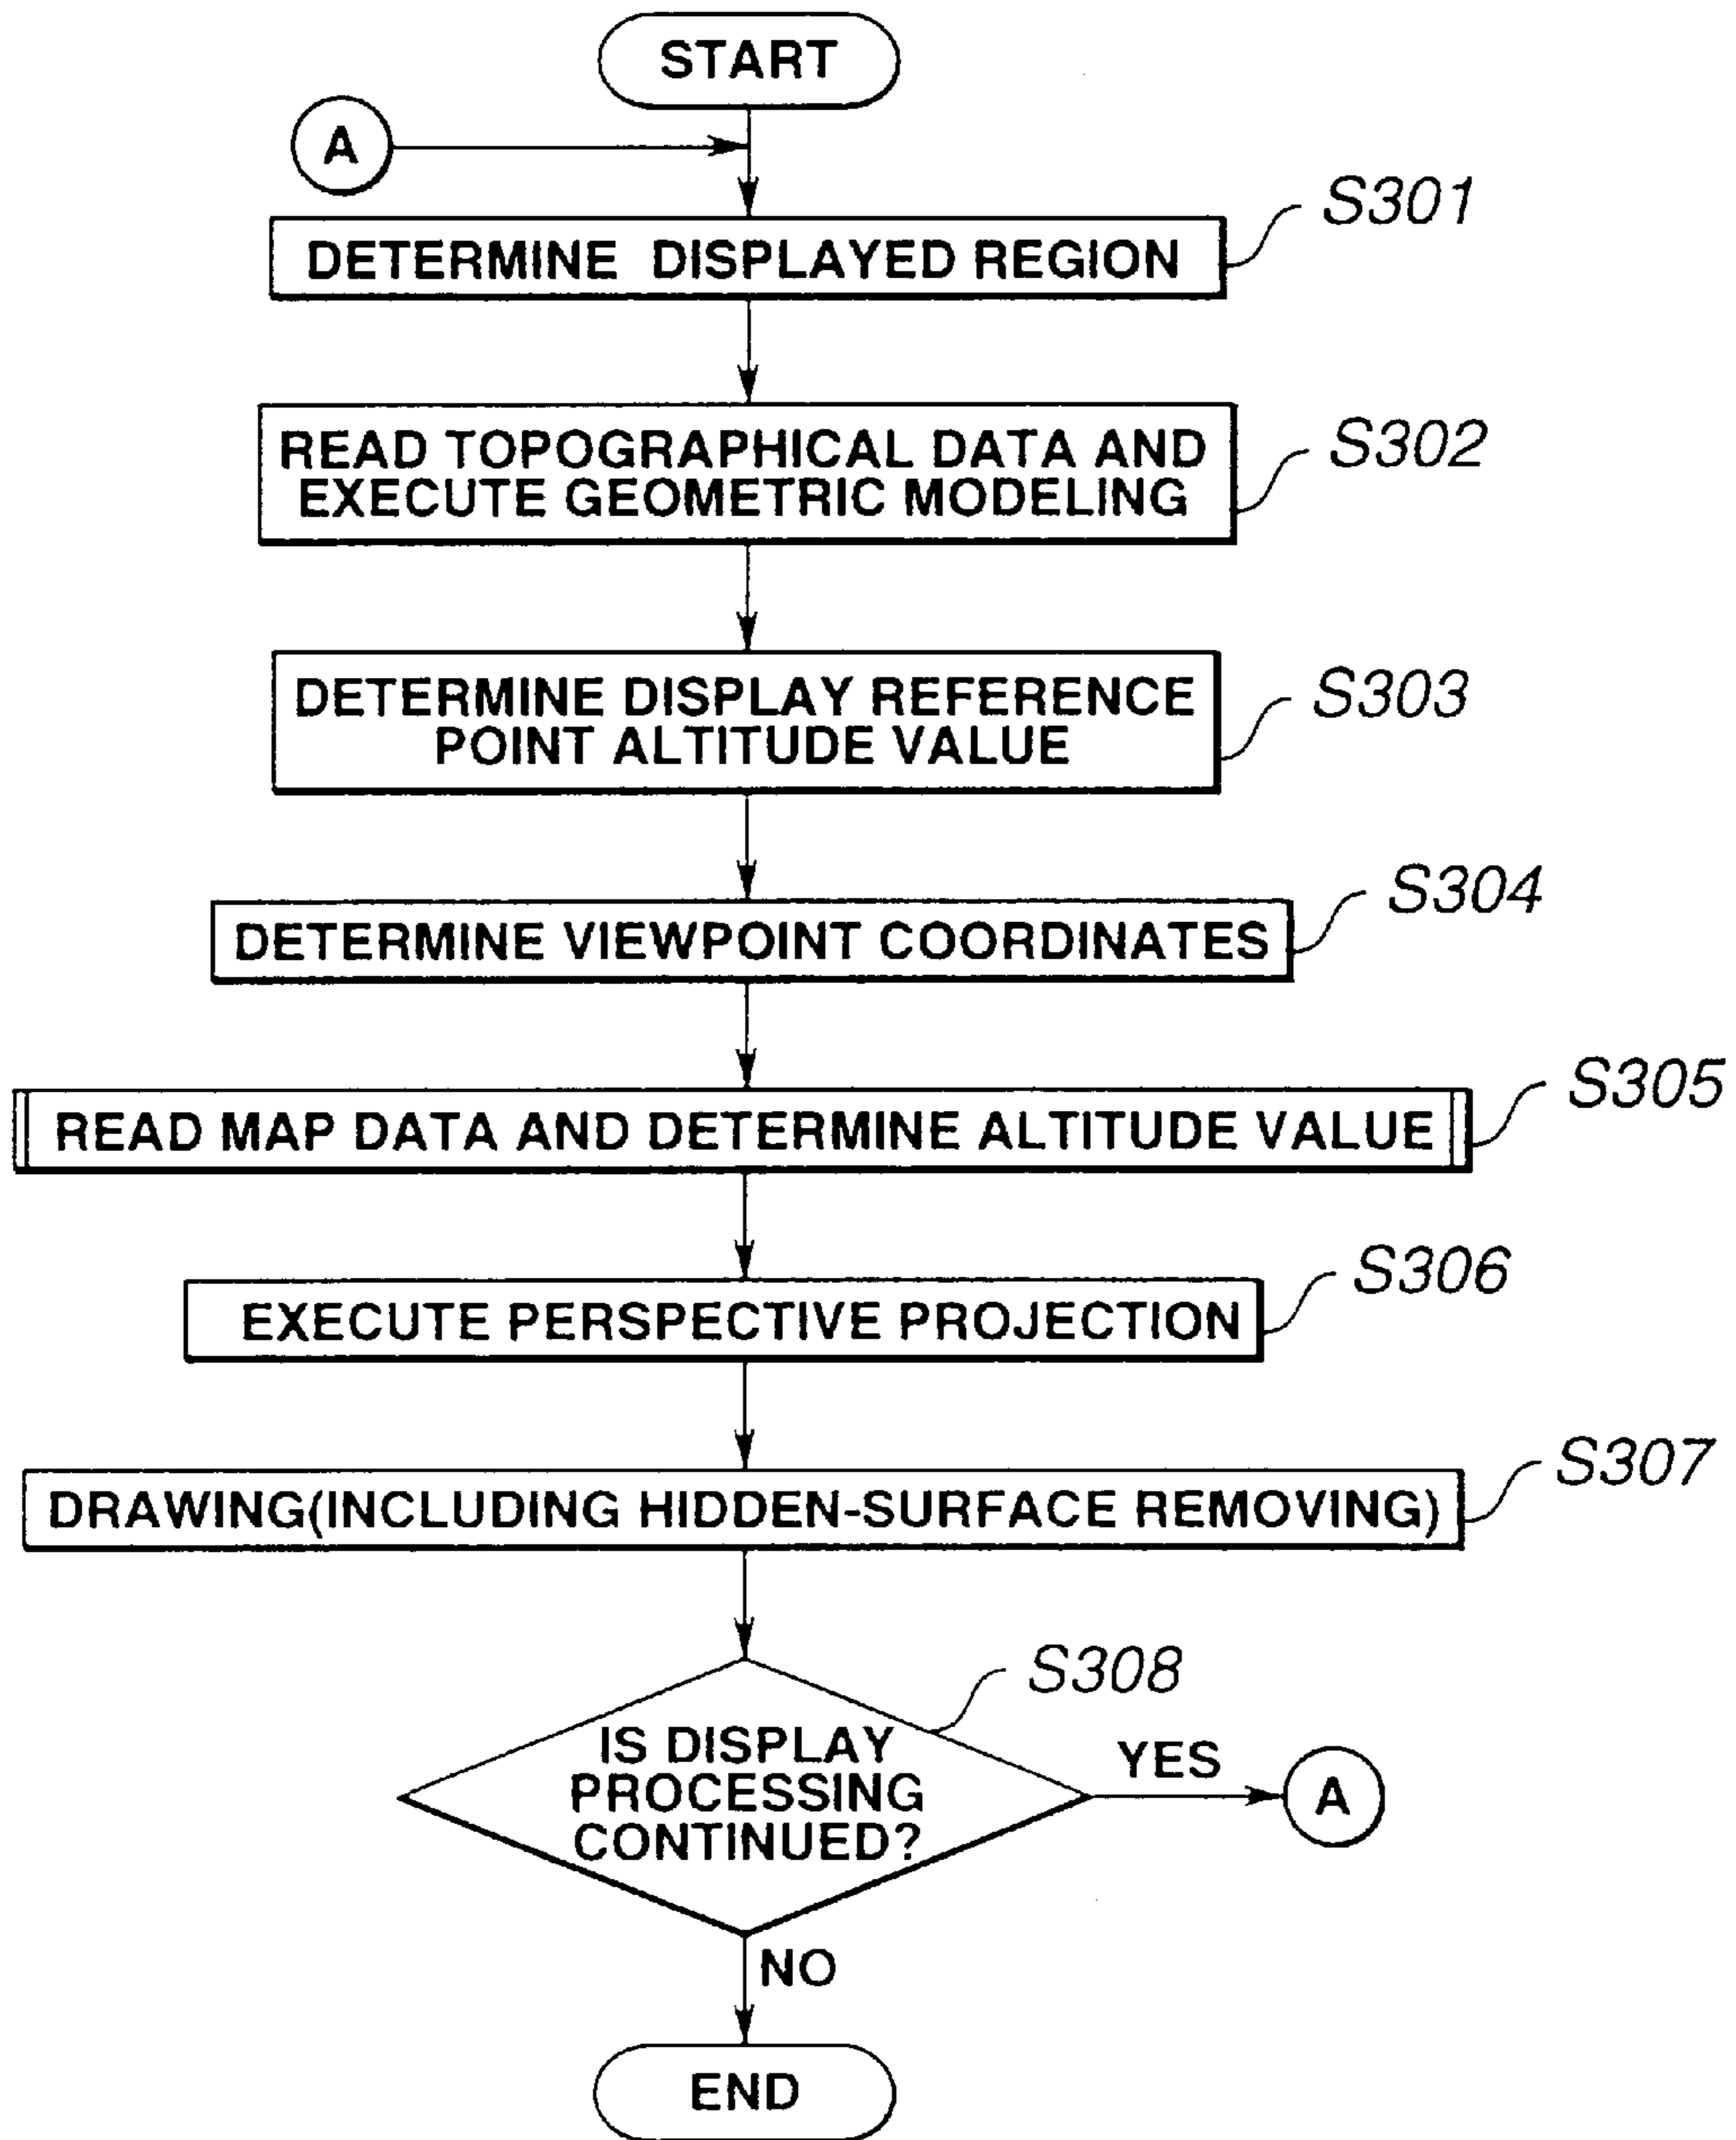 START
A
S301
DETERMINE DISPLAYED REGION
S302
READ TOPOGRAPHICAL DATA AND
EXECUTE GEOMETRIC MODELING
S303
DETERMINE DISPLAY REFERENCE
POINT ALTITUDE VALUE
S304
DETERMINE VIEWPOINT COORDINATES
S305
READ MAP DATA AND DETERMINE ALTITUDE VALUE
S306
EXECUTE PERSPECTIVE PROJECTION
S307
DRAWING(INCLUDING HIDDEN-SURFACE REMOVING)
S308
IS DISPLAY
PROCESSING
CONTINUED?
YES
A
NO
END